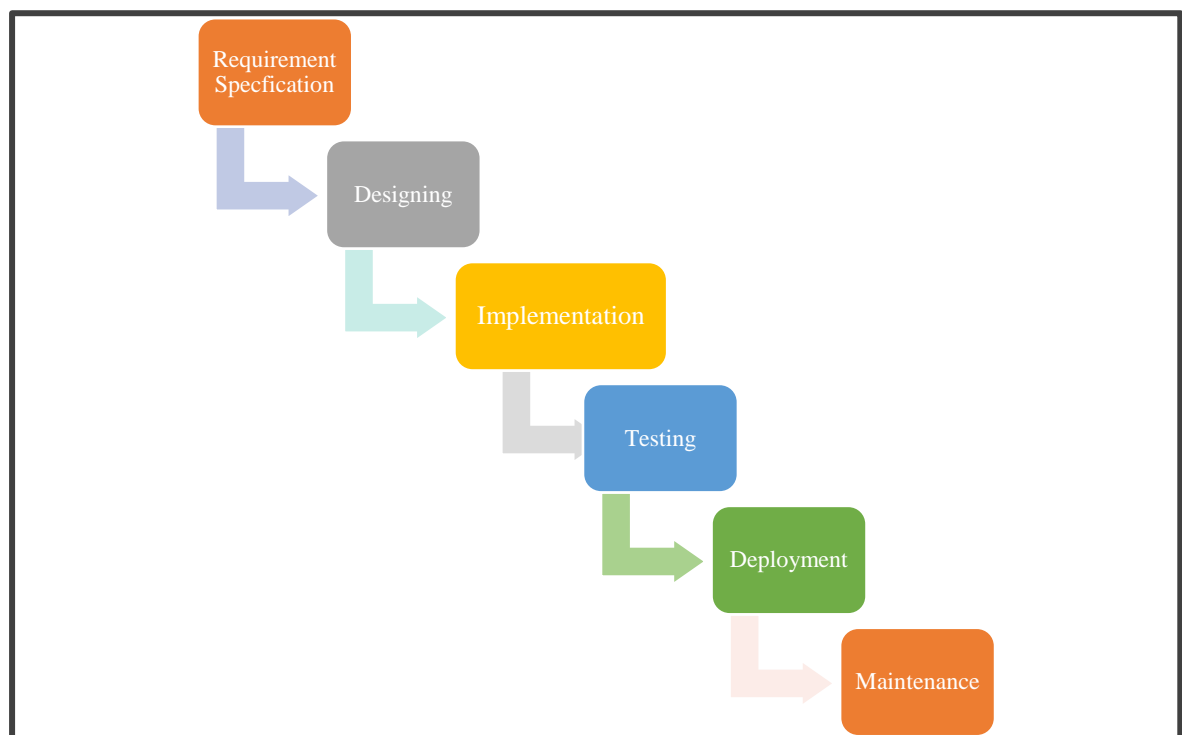 Requirement
Specfication
Designing
Implementation
Testing
Deployment
Maintenance